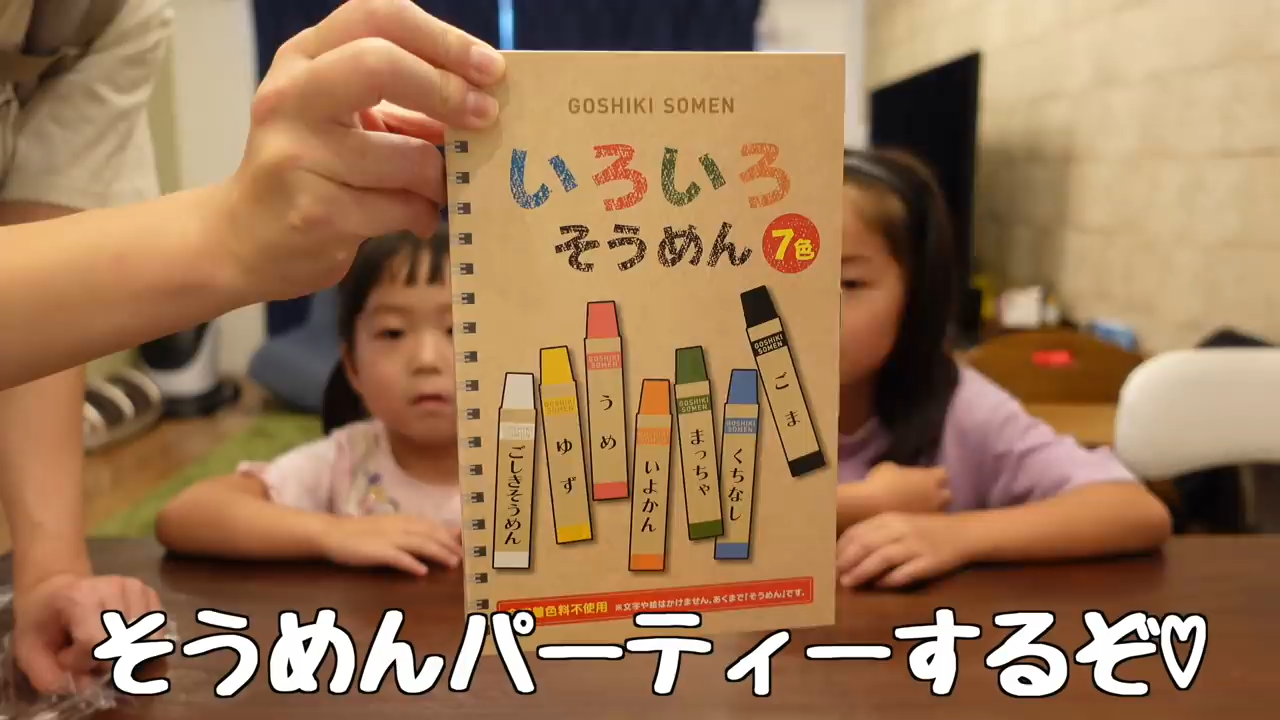 GOSHIKI SOMEN
いろいろ
そうめん
7色
GOSHIKI SOMEN
ごま
GOSHIKI SOMEN
うめ
GOSHIKI SOMEN
ゆず
GOSHIKI SOMEN
まっちゃ
GOSHIKI SOMEN
くちなし
いよかん
ごしきそうめん
着色料不使用 ※文字や絵はかけません。あくまで「そうめん」です。
そうめんパーティーするぞ♡